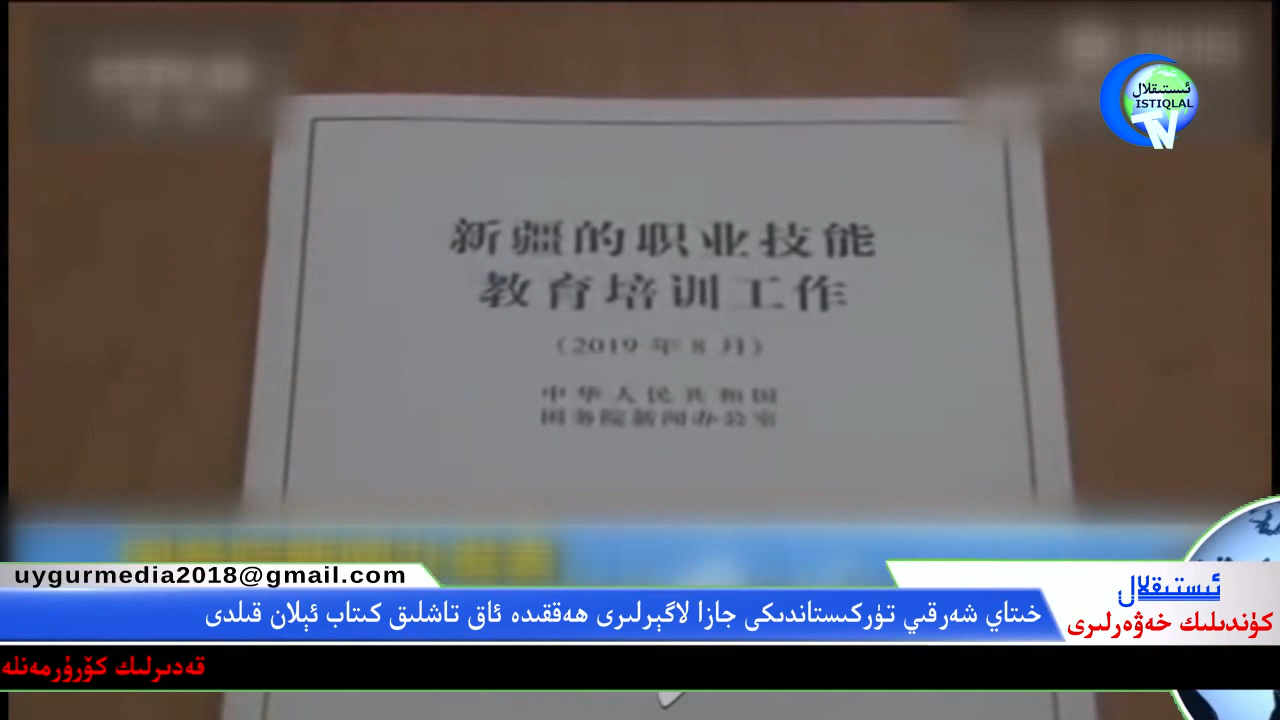 ئىستىقلال
ISTIQLAL
TV
新疆的职业技能
教育培训工作
（2019 年 8 月）
中华人民共和国
国务院新闻办公室
uygurmedia2018@gmail.com
ئىستىقلال
خىتاي شەرقىي تۈركىستاندىكى جازا لاگېرلىرى ھەققىدە ئاق تاشلىق كىتاب ئېلان قىلدى
كۈندىلىك خەۋەرلىرى
قەدىرلىك كۆرۈرمەنلە